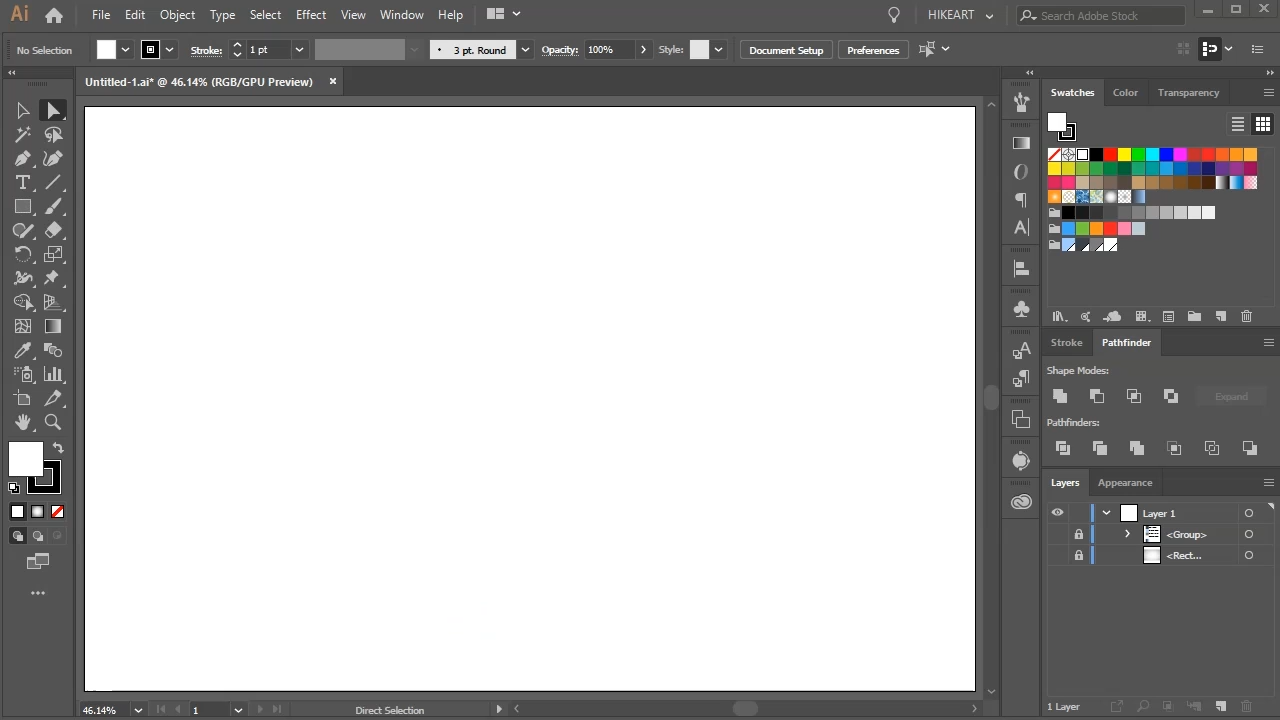 Ai File Edit Object Type Select Effect View Window Help HIKEART Search Adobe Stock
No Selection Stroke: 1 pt 3 pt. Round Opacity: 100% Style: Document Setup Preferences
Untitled-1.ai* @ 46.14% (RGB/GPU Preview)
Swatches Color Transparency
Stroke Pathfinder
Shape Modes:
Expand
Pathfinders:
Layers Appearance
Layer 1
<Group>
<Rect...
46.14% 1 Direct Selection 1 Layer